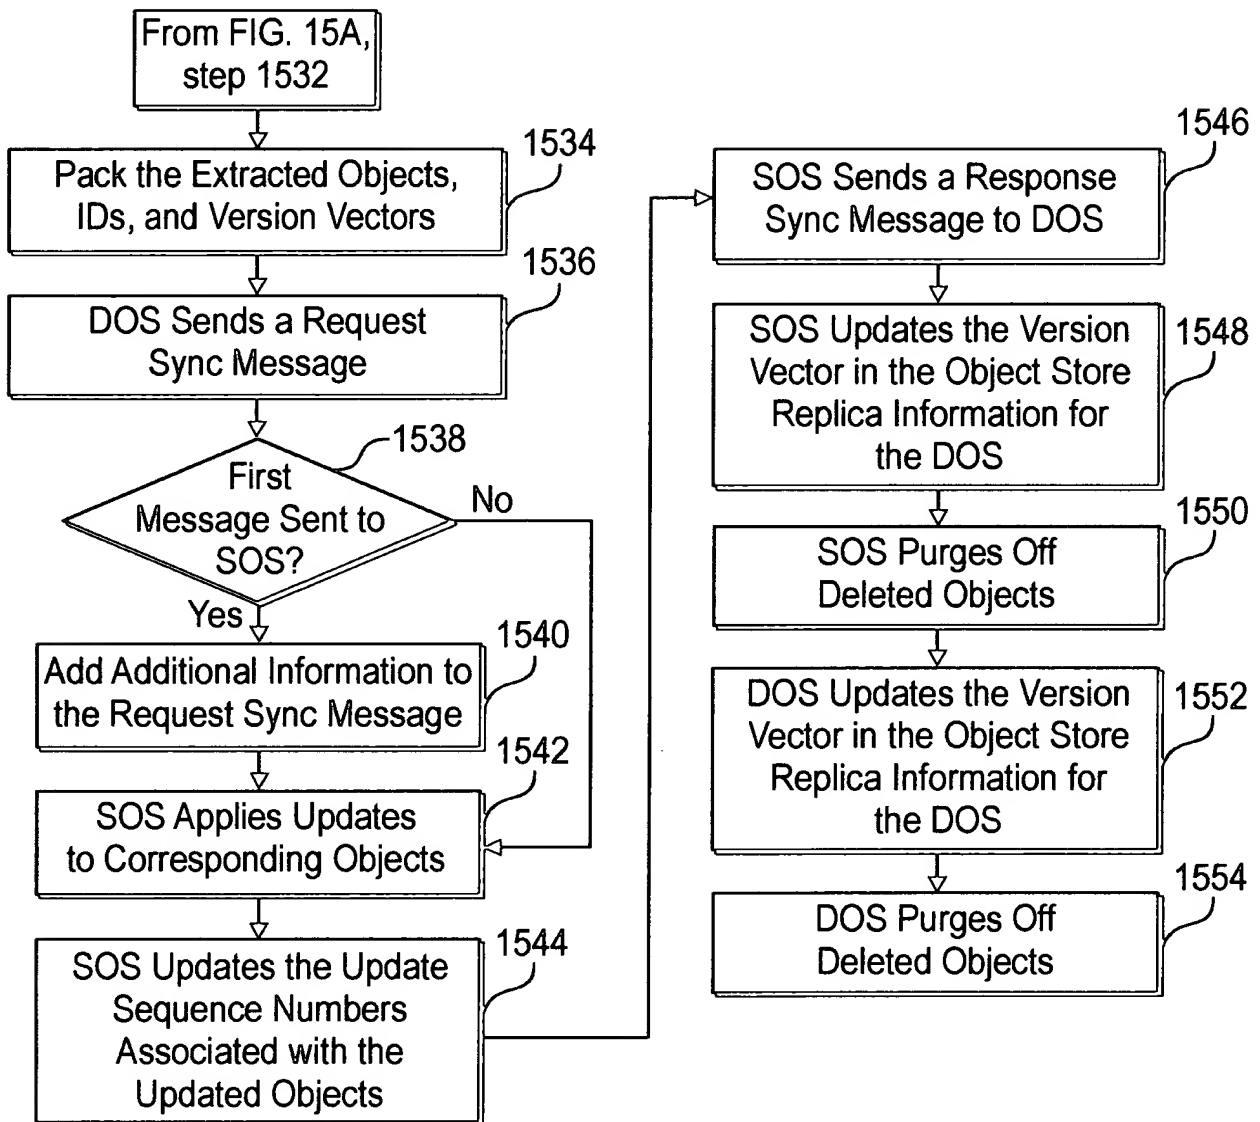 From FIG. 15A,
step 1532
1534
Pack the Extracted Objects,
IDs, and Version Vectors
1536
DOS Sends a Request
Sync Message
1538
First
Message Sent to
SOS?
No
Yes
1540
Add Additional Information to
the Request Sync Message
1542
SOS Applies Updates
to Corresponding Objects
1544
SOS Updates the Update
Sequence Numbers
Associated with the
Updated Objects
1546
SOS Sends a Response
Sync Message to DOS
1548
SOS Updates the Version
Vector in the Object Store
Replica Information for
the DOS
1550
SOS Purges Off
Deleted Objects
1552
DOS Updates the Version
Vector in the Object Store
Replica Information for
the DOS
1554
DOS Purges Off
Deleted Objects